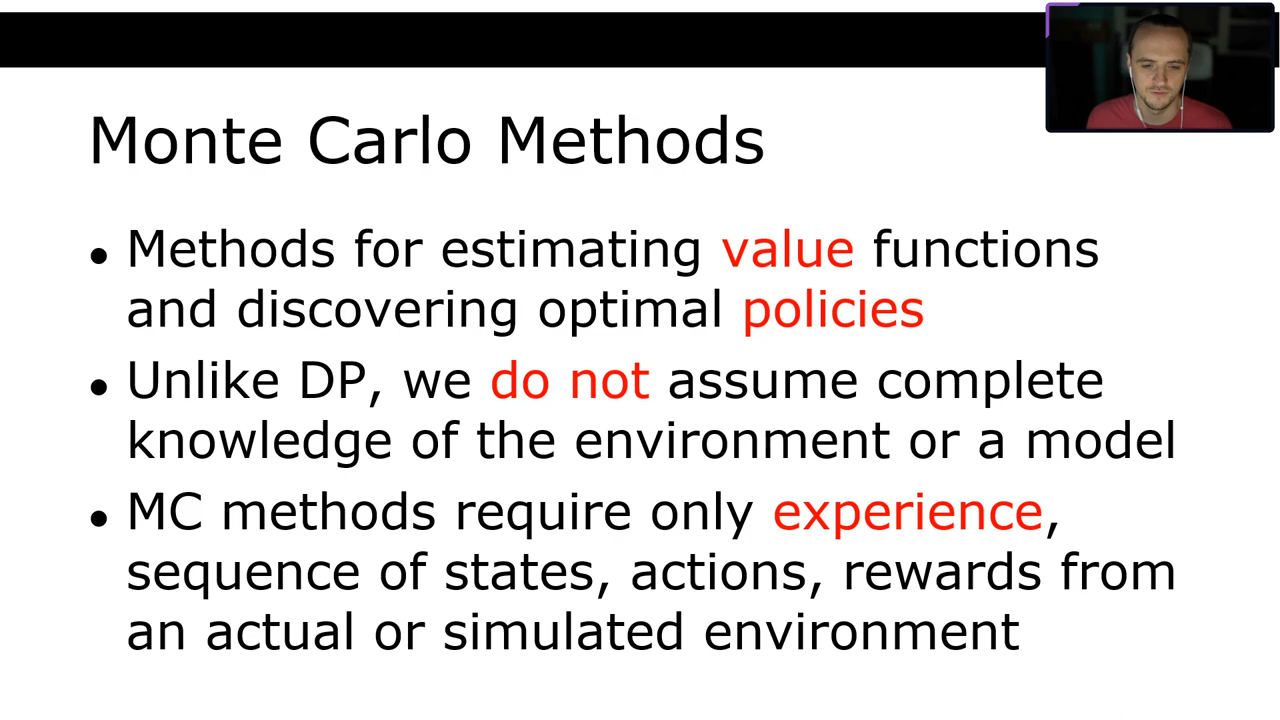 Monte Carlo Methods
● Methods for estimating value functions
and discovering optimal policies
● Unlike DP, we do not assume complete
knowledge of the environment or a model
● MC methods require only experience,
sequence of states, actions, rewards from
an actual or simulated environment